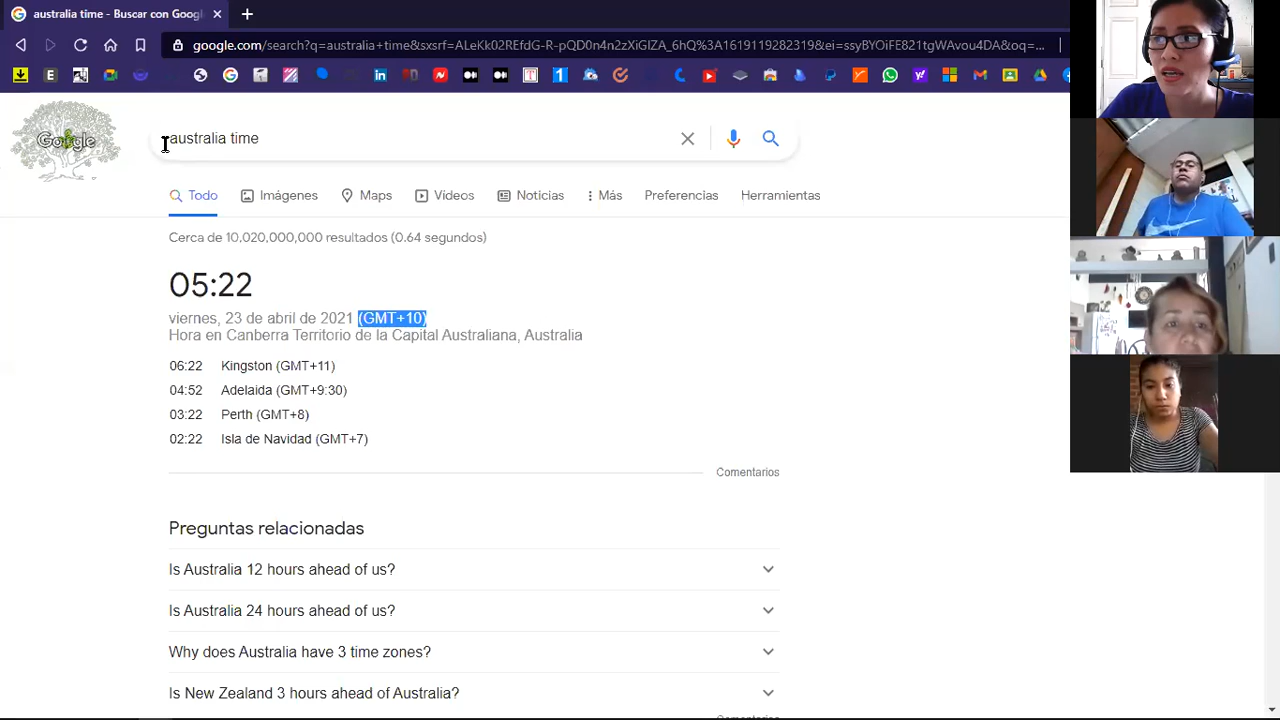 australia time - Buscar con Googl
google.com/search?q=australia+time&sxsrf=ALeKk02JdG-R-pQD0n4n2zXiGIZA_6hQ%3A1619119282319&ei=ssyBYOiFE821tgWAvou4DA&oq=...
Google
australia time
Todo
Imágenes
Maps
Vídeos
Noticias
Más
Preferencias
Herramientas
Cerca de 10,020,000,000 resultados (0.64 segundos)
05:22
viernes, 23 de abril de 2021 (GMT+10)
Hora en Canberra Territorio de la Capital Australiana, Australia
06:22 Kingston (GMT+11)
04:52 Adelaida (GMT+9:30)
03:22 Perth (GMT+8)
02:22 Isla de Navidad (GMT+7)
Comentarios
Preguntas relacionadas
Is Australia 12 hours ahead of us?
Is Australia 24 hours ahead of us?
Why does Australia have 3 time zones?
Is New Zealand 3 hours ahead of Australia?
Comentarios